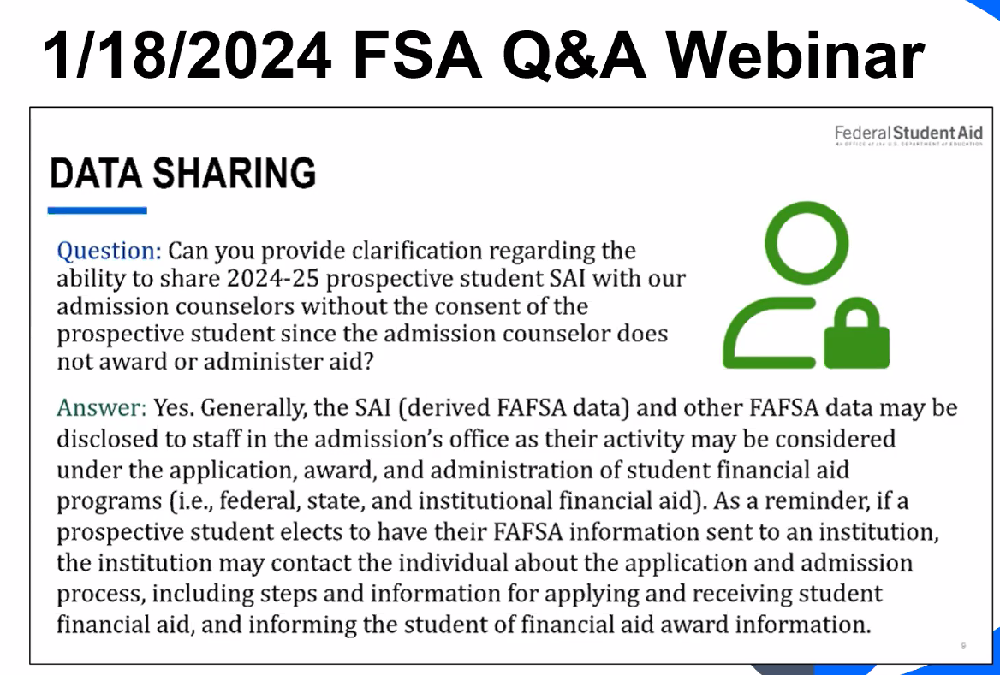 1/18/2024 FSA Q&A Webinar
Federal Student Aid
AN OFFICE of the U.S. DEPARTMENT of EDUCATION
DATA SHARING
Question: Can you provide clarification regarding the
ability to share 2024-25 prospective student SAI with our
admission counselors without the consent of the
prospective student since the admission counselor does
not award or administer aid?
Answer: Yes. Generally, the SAI (derived FAFSA data) and other FAFSA data may be
disclosed to staff in the admission's office as their activity may be considered
under the application, award, and administration of student financial aid
programs (i.e., federal, state, and institutional financial aid). As a reminder, if a
prospective student elects to have their FAFSA information sent to an institution,
the institution may contact the individual about the application and admission
process, including steps and information for applying and receiving student
financial aid, and informing the student of financial aid award information.
9